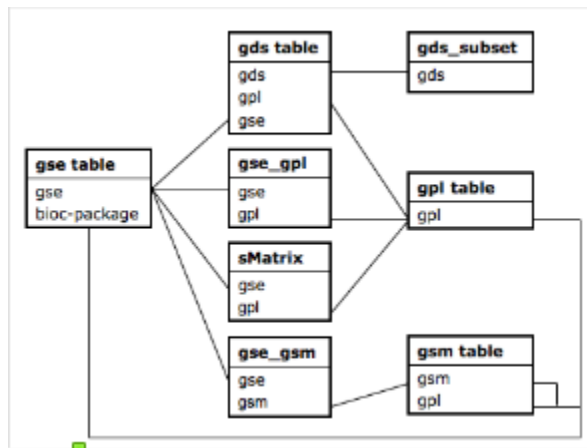 gds table
gds
gpl
gse
gds_subset
gds
gse table
gse
bioc-package
gse_gpl
gse
gpl
gpl table
gpl
sMatrix
gse
gpl
gse_gsm
gse
gsm
gsm table
gsm
gpl